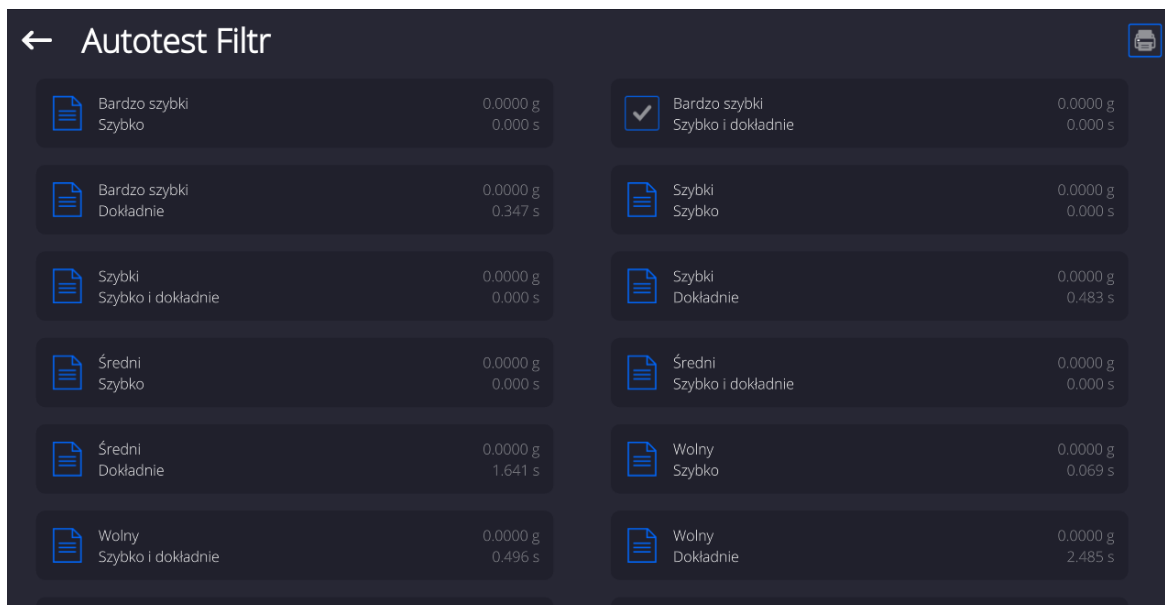 Autotest Filtr
Bardzo szybki 0.0000 g
Szybko 0.000 s
Bardzo szybki 0.0000 g
Szybko i dokładnie 0.000 s
Bardzo szybki 0.0000 g
Dokładnie 0.347 s
Szybki 0.0000 g
Szybko 0.000 s
Szybki 0.0000 g
Szybko i dokładnie 0.000 s
Szybki 0.0000 g
Dokładnie 0.483 s
Średni 0.0000 g
Szybko 0.000 s
Średni 0.0000 g
Szybko i dokładnie 0.000 s
Średni 0.0000 g
Dokładnie 1.641 s
Wolny 0.0000 g
Szybko 0.069 s
Wolny 0.0000 g
Szybko i dokładnie 0.496 s
Wolny 0.0000 g
Dokładnie 2.485 s